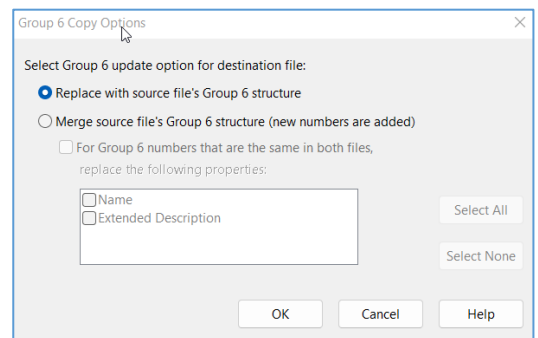 Group 6 Copy Options
Select Group 6 update option for destination file:
Replace with source file's Group 6 structure
Merge source file's Group 6 structure (new numbers are added)
For Group 6 numbers that are the same in both files,
replace the following properties:
Name
Extended Description
Select All
Select None
OK Cancel Help